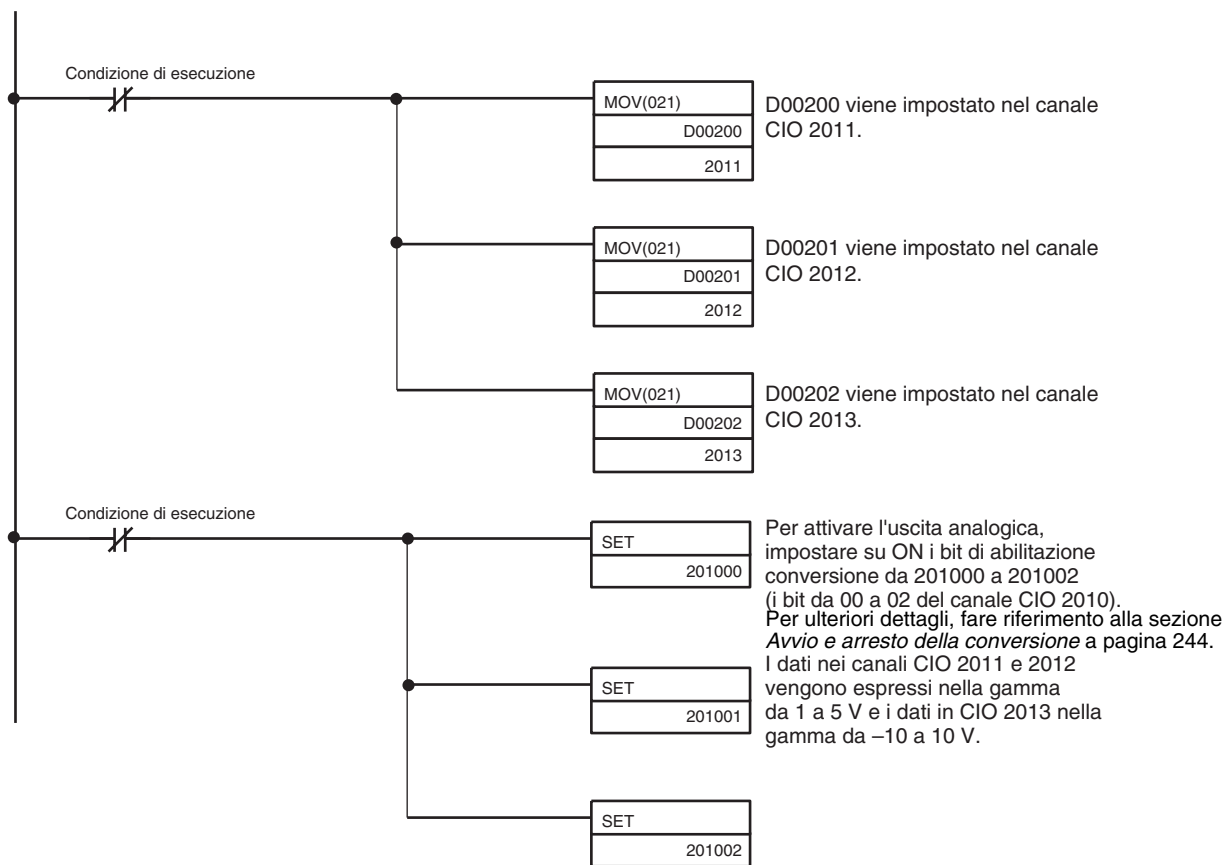 Condizione di esecuzione
MOV(021)
D00200
2011
D00200 viene impostato nel canale
CIO 2011.
MOV(021)
D00201
2012
D00201 viene impostato nel canale
CIO 2012.
MOV(021)
D00202
2013
D00202 viene impostato nel canale
CIO 2013.
Condizione di esecuzione
SET
201000
Per attivare l'uscita analogica,
impostare su ON i bit di abilitazione
conversione da 201000 a 201002
(i bit da 00 a 02 del canale CIO 2010).
Per ulteriori dettagli, fare riferimento alla sezione
Avvio e arresto della conversione a pagina 244.
SET
201001
I dati nei canali CIO 2011 e 2012
vengono espressi nella gamma
da 1 a 5 V e i dati in CIO 2013 nella
gamma da –10 a 10 V.
SET
201002